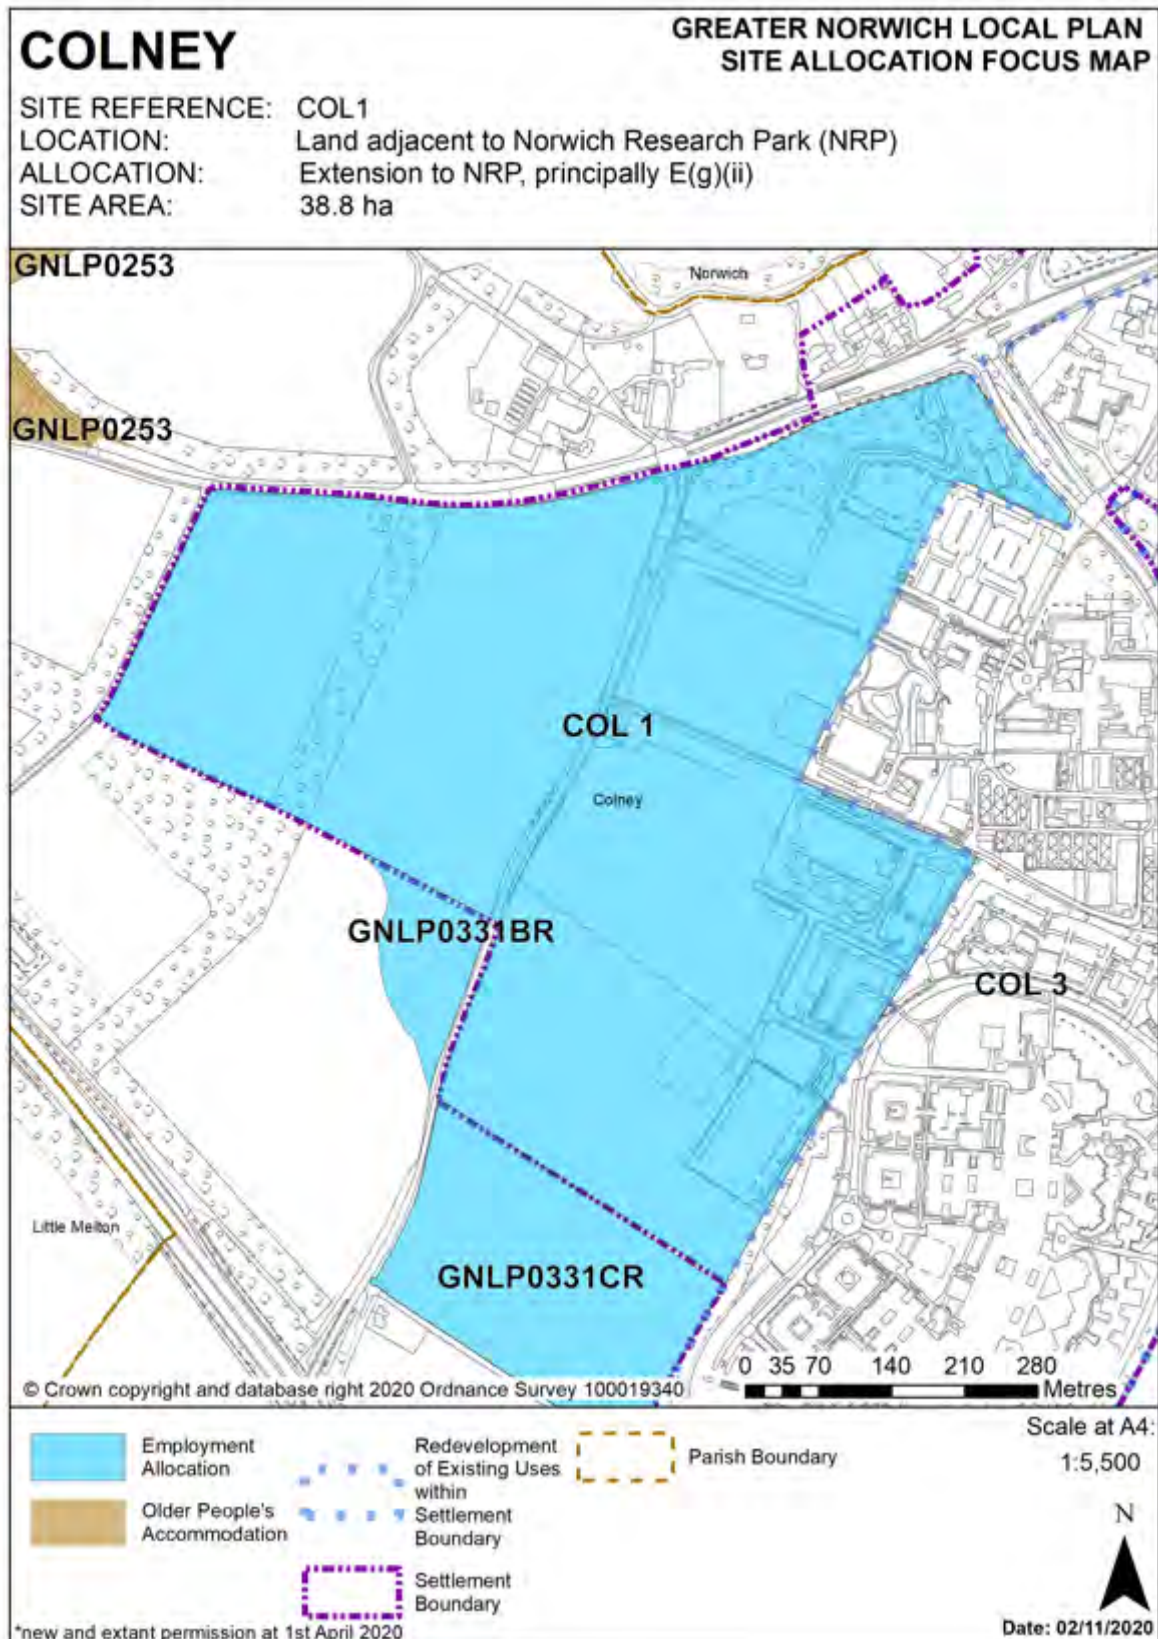 COLNEY
GREATER NORWICH LOCAL PLAN
SITE ALLOCATION FOCUS MAP
SITE REFERENCE: COL1
LOCATION: Land adjacent to Norwich Research Park (NRP)
ALLOCATION: Extension to NRP, principally E(g)(ii)
SITE AREA: 38.8 ha
GNLP0253
Norwich
GNLP0253
COL 1
Colney
GNLP0331BR
COL 3
Little Melton
GNLP0331CR
0 35 70 140 210 280
Metres
© Crown copyright and database right 2020 Ordnance Survey 100019340
Employment
Allocation
Older People's
Accommodation
Redevelopment
of Existing Uses
within
Settlement
Boundary
Settlement
Boundary
Parish Boundary
Scale at A4:
1:5,500
N
*new and extant permission at 1st April 2020
Date: 02/11/2020